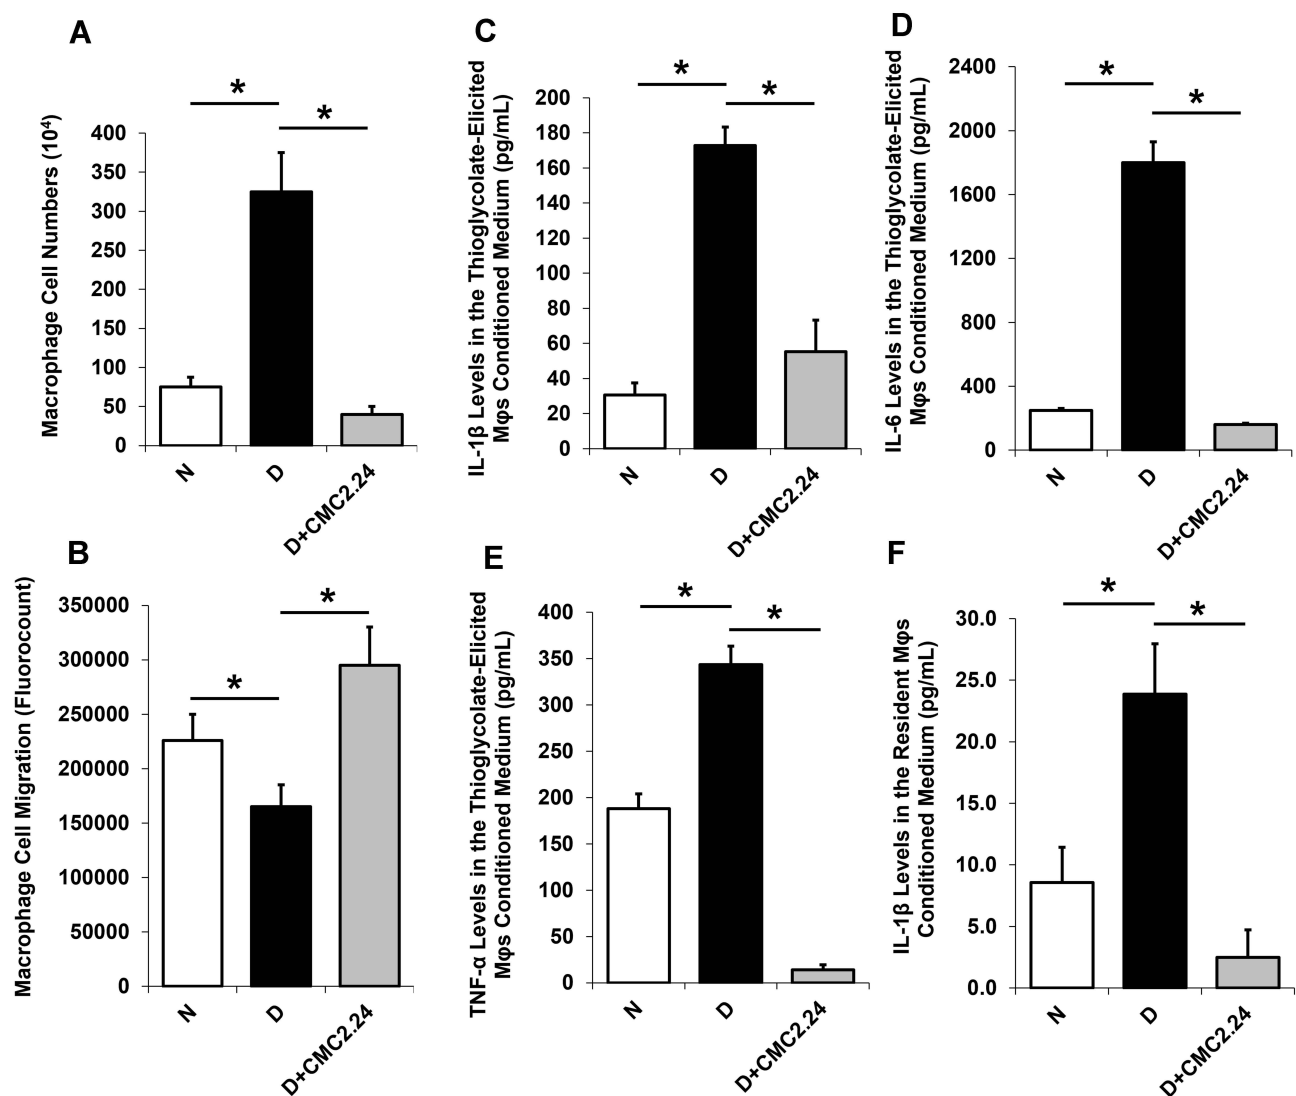 A
*
*
Macrophage Cell Numbers (10⁴)
400
350
300
250
200
150
100
50
0
N
D
D+CMC2.24
C
*
*
IL-1β Levels in the Thioglycolate-Elicited
Mφs Conditioned Medium (pg/mL)
200
180
160
140
120
100
80
60
40
20
0
N
D
D+CMC2.24
D
*
*
IL-6 Levels in the Thioglycolate-Elicited
Mφs Conditioned Medium (pg/mL)
2400
2000
1600
1200
800
400
0
N
D
D+CMC2.24
B
*
*
Macrophage Cell Migration (Fluorocount)
350000
300000
250000
200000
150000
100000
50000
0
N
D
D+CMC2.24
E
*
*
TNF-α Levels in the Thioglycolate-Elicited
Mφs Conditioned Medium (pg/mL)
400
350
300
250
200
150
100
50
0
N
D
D+CMC2.24
F
*
*
IL-1β Levels in the Resident Mφs
Conditioned Medium (pg/mL)
30.0
25.0
20.0
15.0
10.0
5.0
0.0
N
D
D+CMC2.24